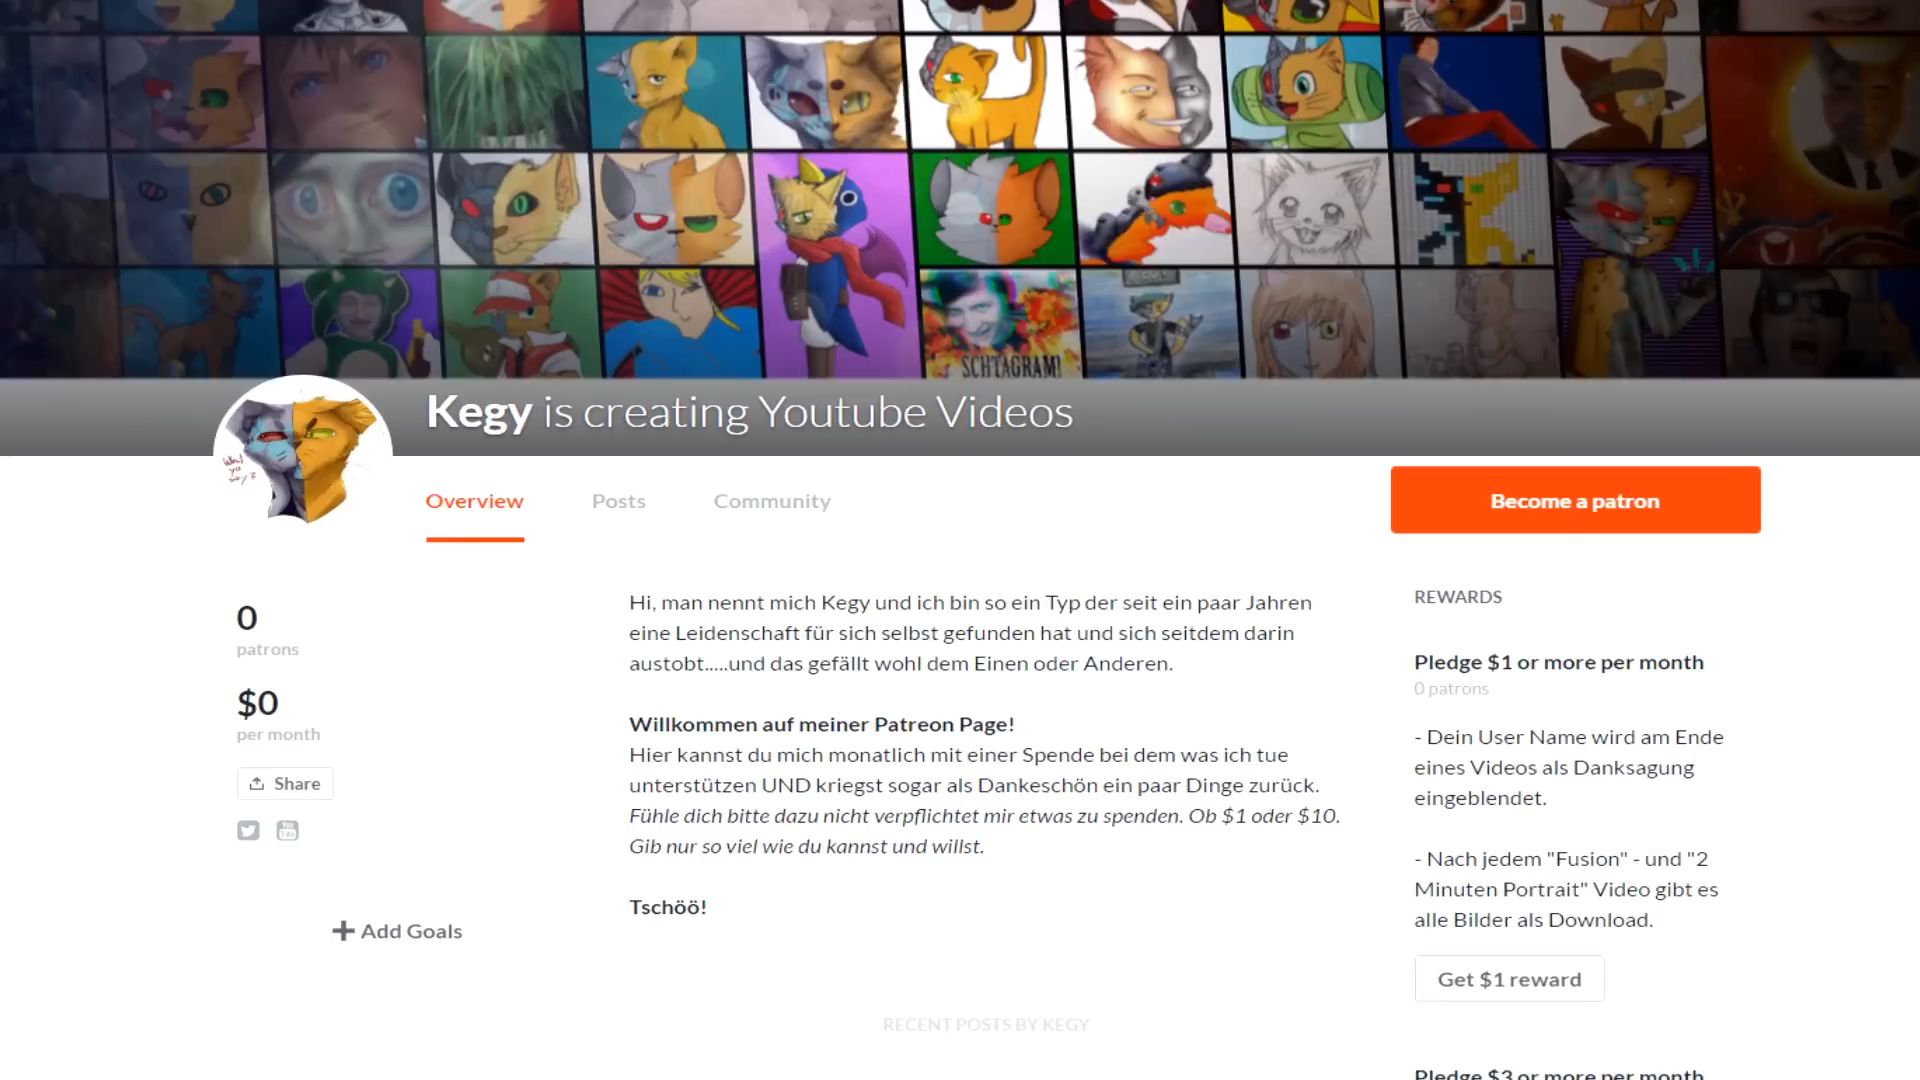 SCHTAGRAM!
Kegy is creating Youtube Videos
Overview
Posts
Community
Become a patron
0
patrons
$0
per month
Share
Add Goals
Hi, man nennt mich Kegy und ich bin so ein Typ der seit ein paar Jahren
eine Leidenschaft für sich selbst gefunden hat und sich seitdem darin
austobt.....und das gefällt wohl dem Einen oder Anderen.
Willkommen auf meiner Patreon Page!
Hier kannst du mich monatlich mit einer Spende bei dem was ich tue
unterstützen UND kriegst sogar als Dankeschön ein paar Dinge zurück.
Fühle dich bitte dazu nicht verpflichtet mir etwas zu spenden. Ob $1 oder $10.
Gib nur so viel wie du kannst und willst.
Tschöö!
RECENT POSTS BY KEGY
REWARDS
Pledge $1 or more per month
0 patrons
- Dein User Name wird am Ende
eines Videos als Danksagung
eingeblendet.
- Nach jedem "Fusion" - und "2
Minuten Portrait" Video gibt es
alle Bilder als Download.
Get $1 reward
Pledge $3 or more per month